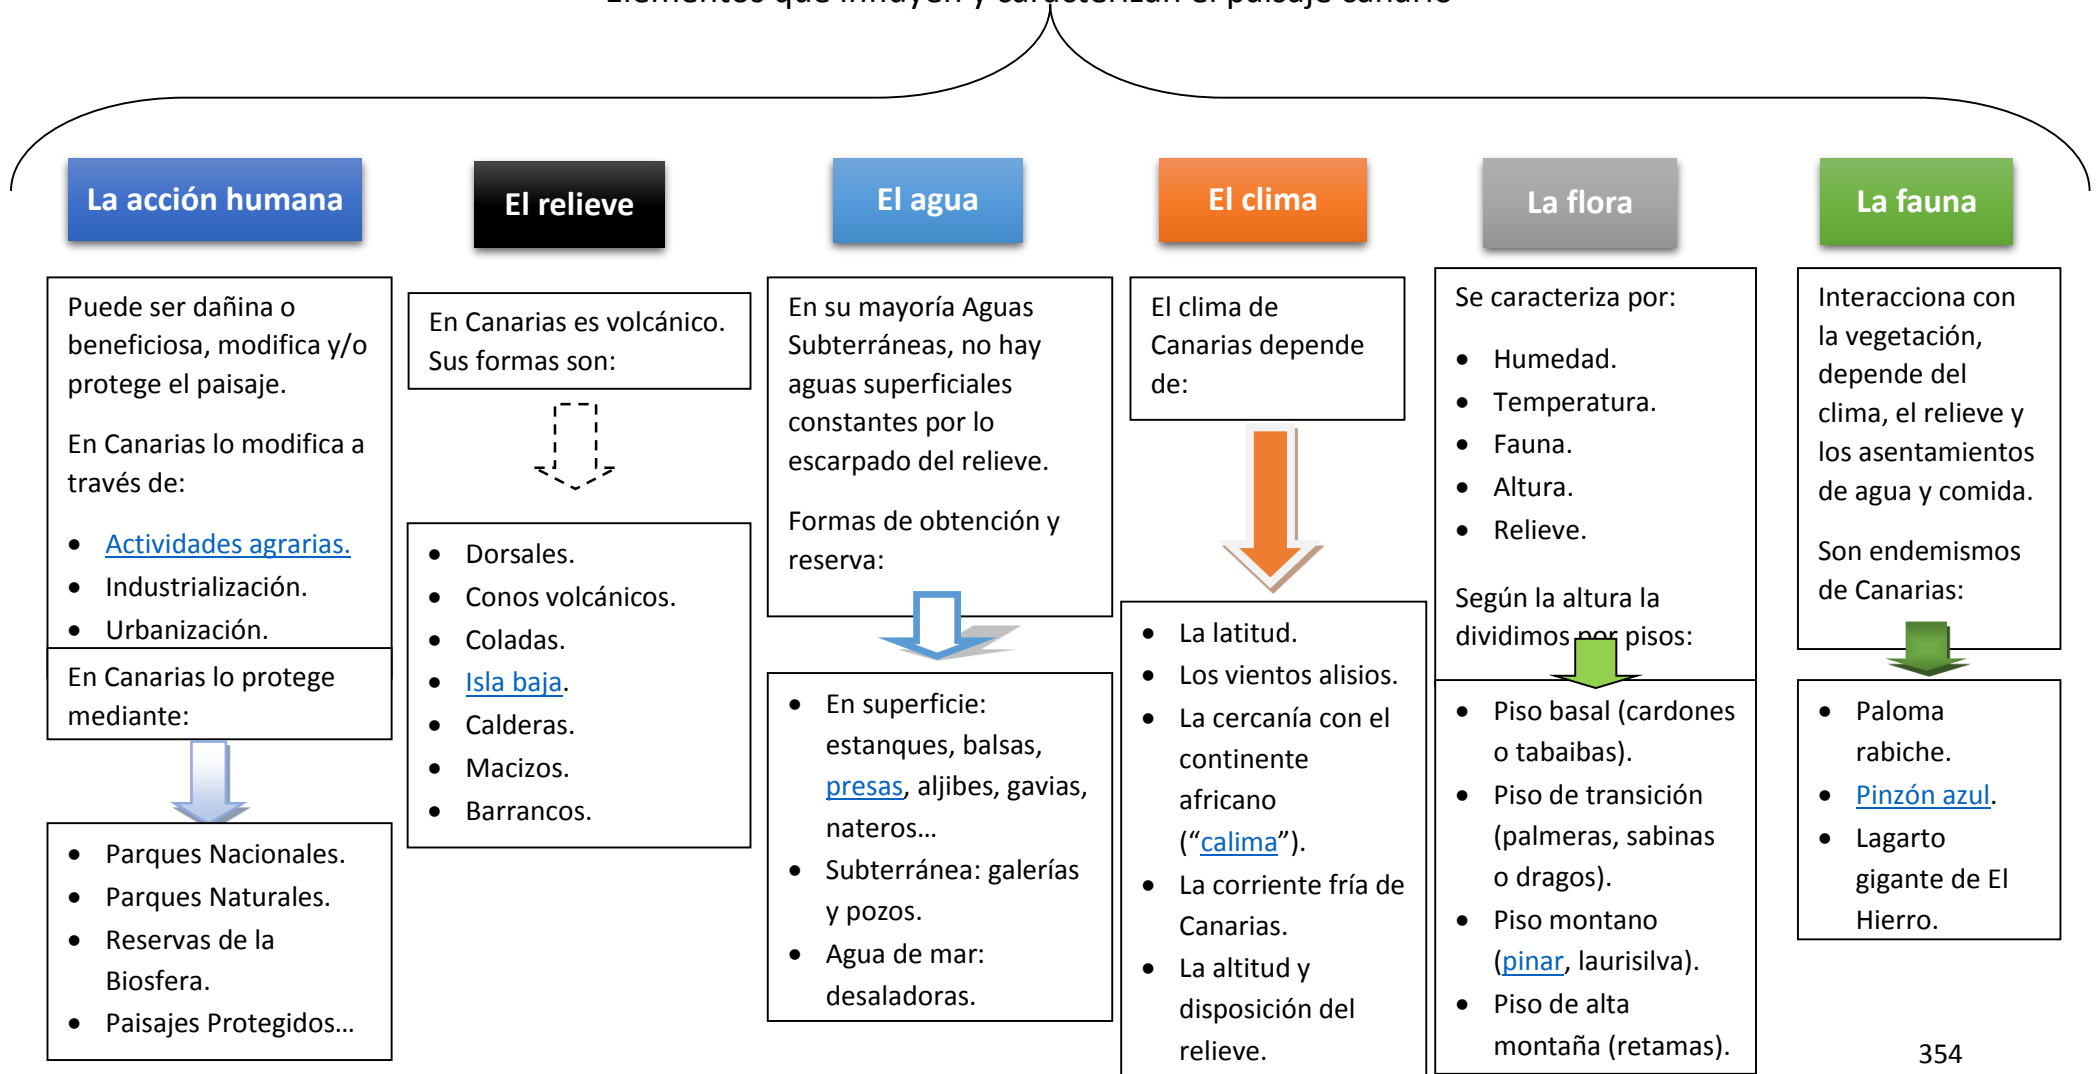 Elementos que influyen y caracterizan el paisaje canario
La acción humana
Puede ser dañina o
beneficiosa, modifica y/o
protege el paisaje.
En Canarias lo modifica a
través de:
• Actividades agrarias.
• Industrialización.
• Urbanización.
En Canarias lo protege
mediante:
• Parques Nacionales.
• Parques Naturales.
• Reservas de la
Biosfera.
• Paisajes Protegidos…
El relieve
En Canarias es volcánico.
Sus formas son:
• Dorsales.
• Conos volcánicos.
• Coladas.
• Isla baja.
• Calderas.
• Macizos.
• Barrancos.
El agua
En su mayoría Aguas
Subterráneas, no hay
aguas superficiales
constantes por lo
escarpado del relieve.
Formas de obtención y
reserva:
• En superficie:
estanques, balsas,
presas, aljibes, gavias,
nateros…
• Subterránea: galerías
y pozos.
• Agua de mar:
desaladoras.
El clima
El clima de
Canarias depende
de:
• La latitud.
• Los vientos alisios.
• La cercanía con el
continente
africano
(“calima”).
• La corriente fría de
Canarias.
• La altitud y
disposición del
relieve.
La flora
Se caracteriza por:
• Humedad.
• Temperatura.
• Fauna.
• Altura.
• Relieve.
Según la altura la
dividimos por pisos:
• Piso basal (cardones
o tabaibas).
• Piso de transición
(palmeras, sabinas
o dragos).
• Piso montano
(pinar, laurisilva).
• Piso de alta
montaña (retamas).
La fauna
Interacciona con
la vegetación,
depende del
clima, el relieve y
los asentamientos
de agua y comida.
Son endemismos
de Canarias:
• Paloma
rabiche.
• Pinzón azul.
• Lagarto
gigante de El
Hierro.
354